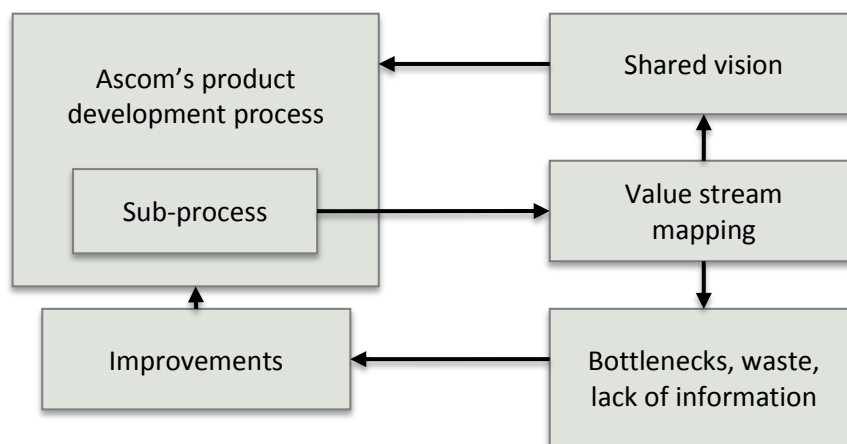 Ascom’s product
development process
Sub-process
Improvements
Shared vision
Value stream
mapping
Bottlenecks, waste,
lack of information